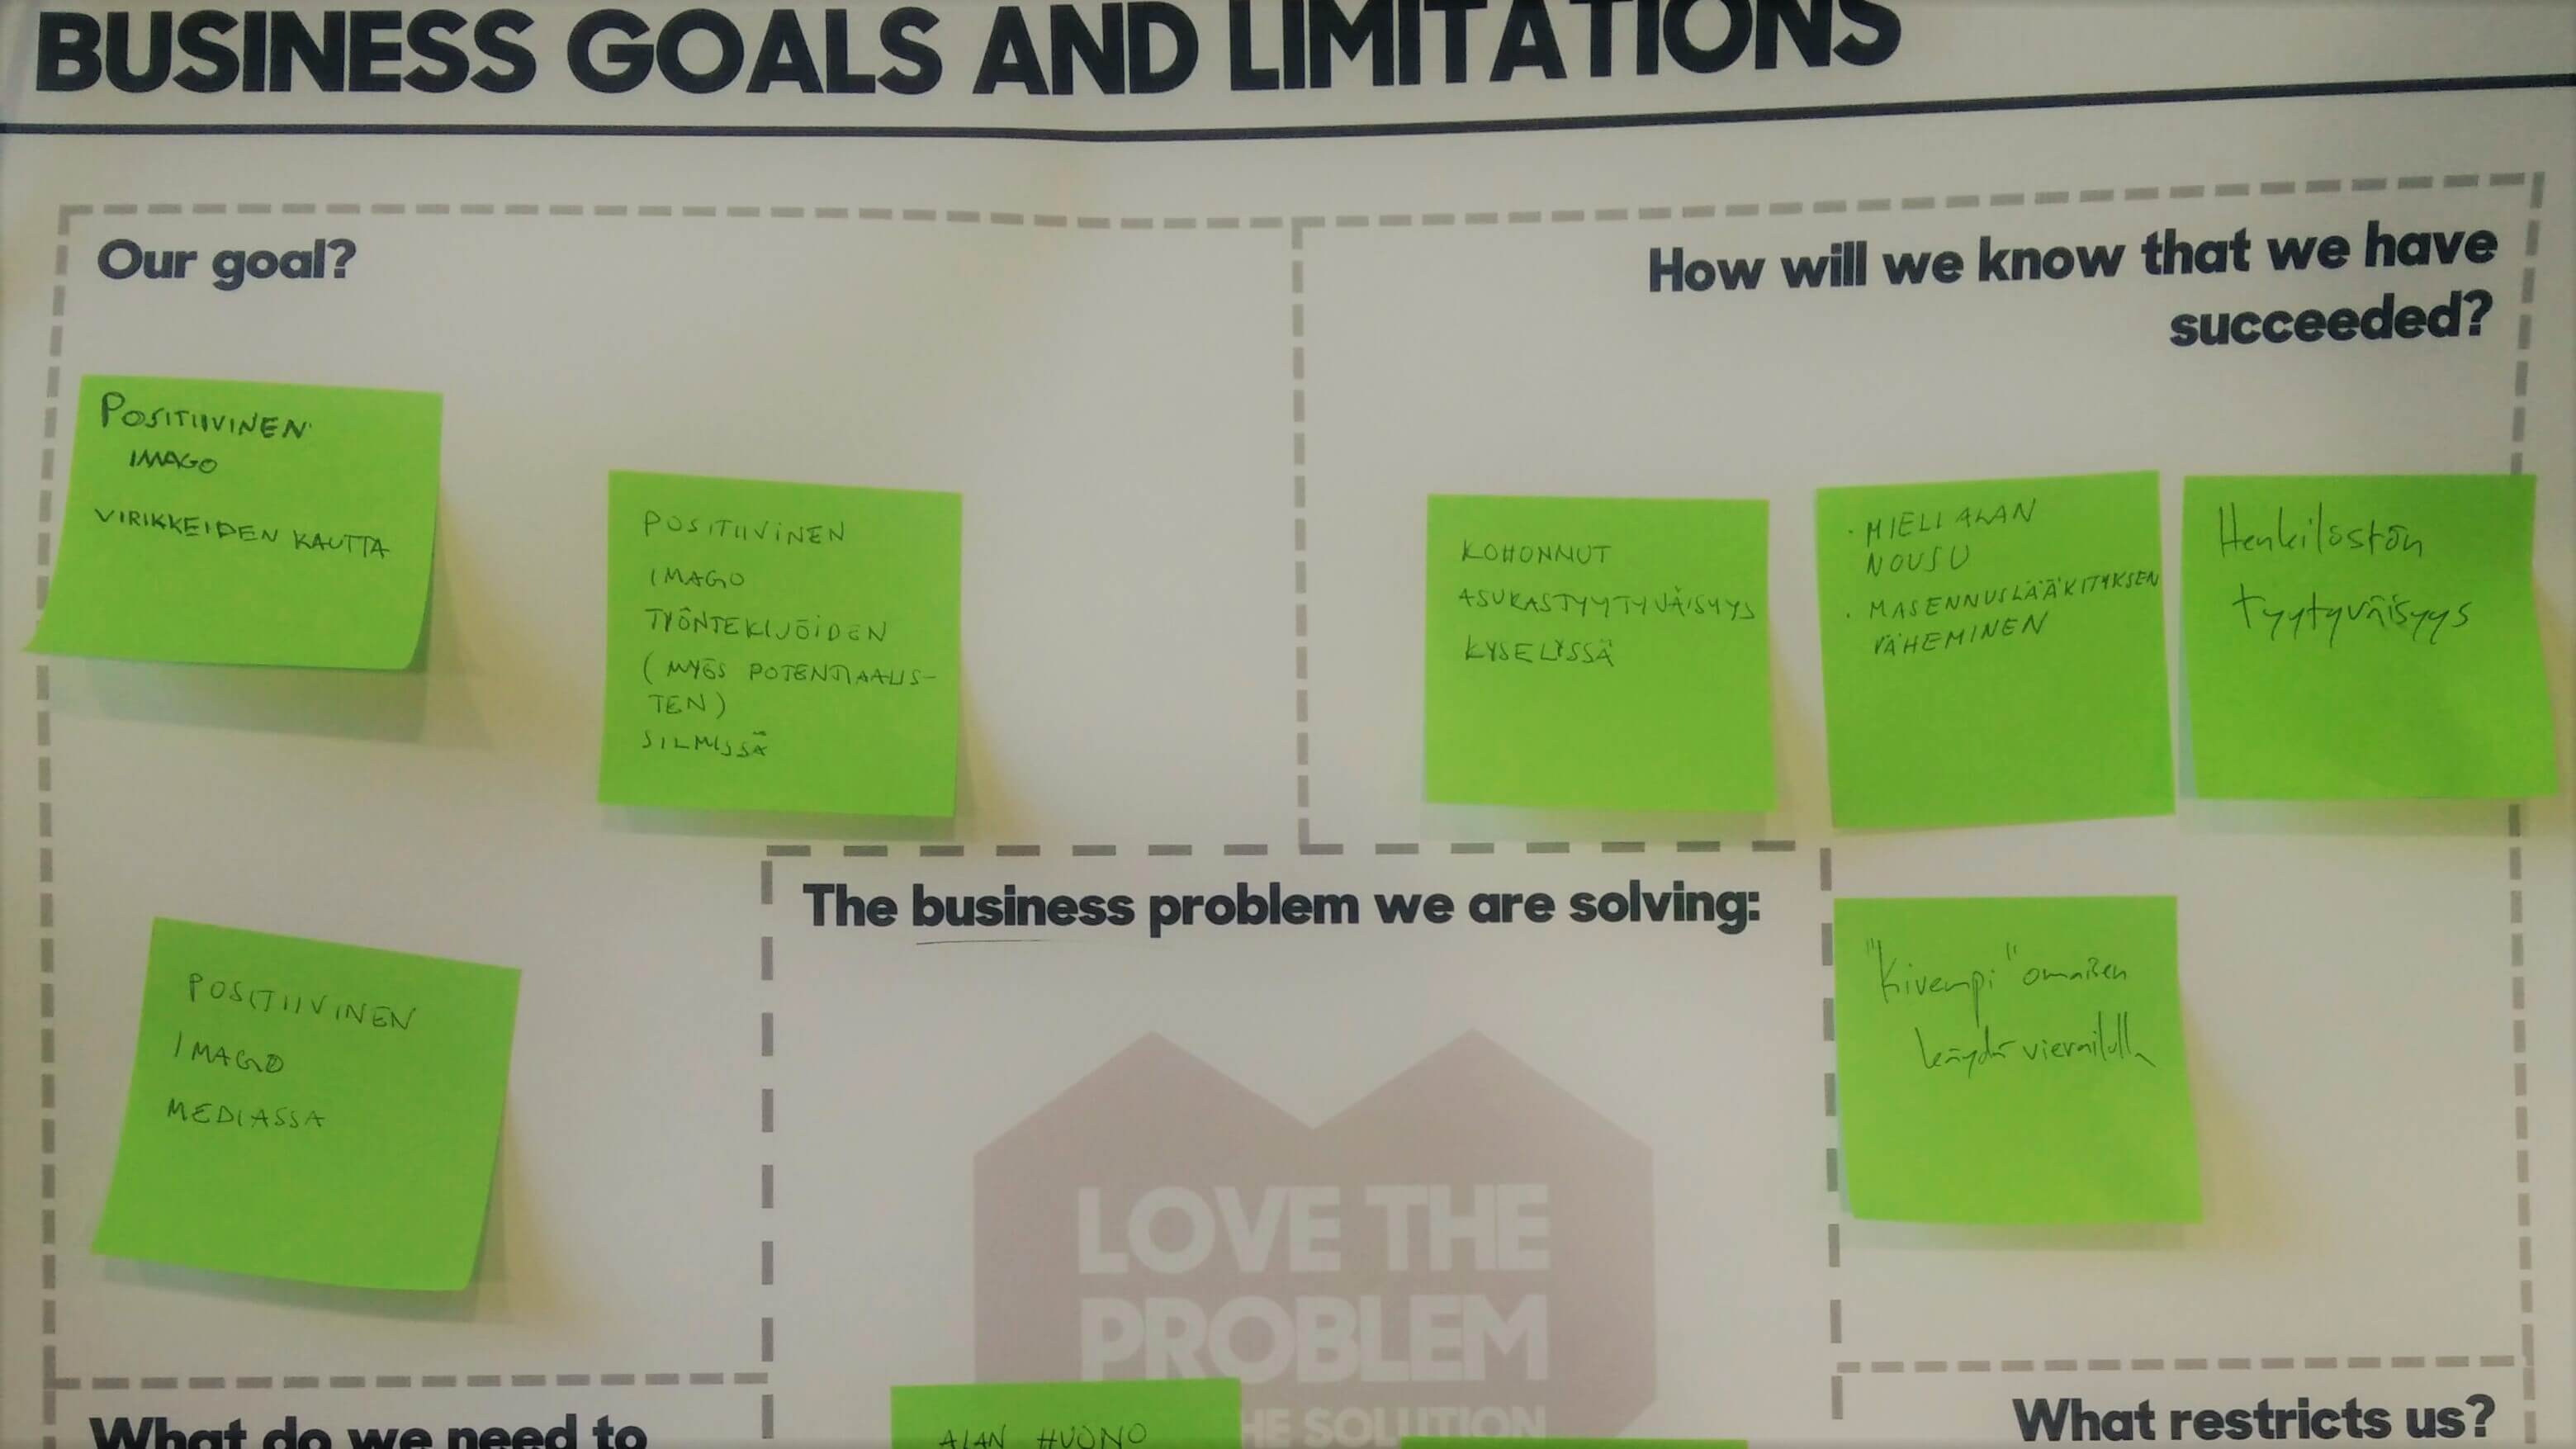 BUSINESS GOALS AND LIMITATIONS
Our goal?
POSITIIVINEN
IMAGO
VIRIKKEIDEN KAUTTA
POSITIIVINEN
IMAGO
TYÖNTEKIJÖIDEN
(MYÖS POTENTIAALIS-
TEN)
SILMISSÄ
POSITIIVINEN
IMAGO
MEDIASSA
How will we know that we have
succeeded?
KOHONNUT
ASUKASTYYTYVÄISYYS
KYSELYSSÄ
· MIELIALAN
NOUSU
· MASENNUSLÄÄKITYKSEN
VÄHEMINEN
Henkilöstön
tyytyväisyys
"Kivempi" omaisen
käydä vierailulla
The business problem we are solving:
LOVE THE
PROBLEM
HE SOLUTION
ALAN HUONO
What do we need to
What restricts us?